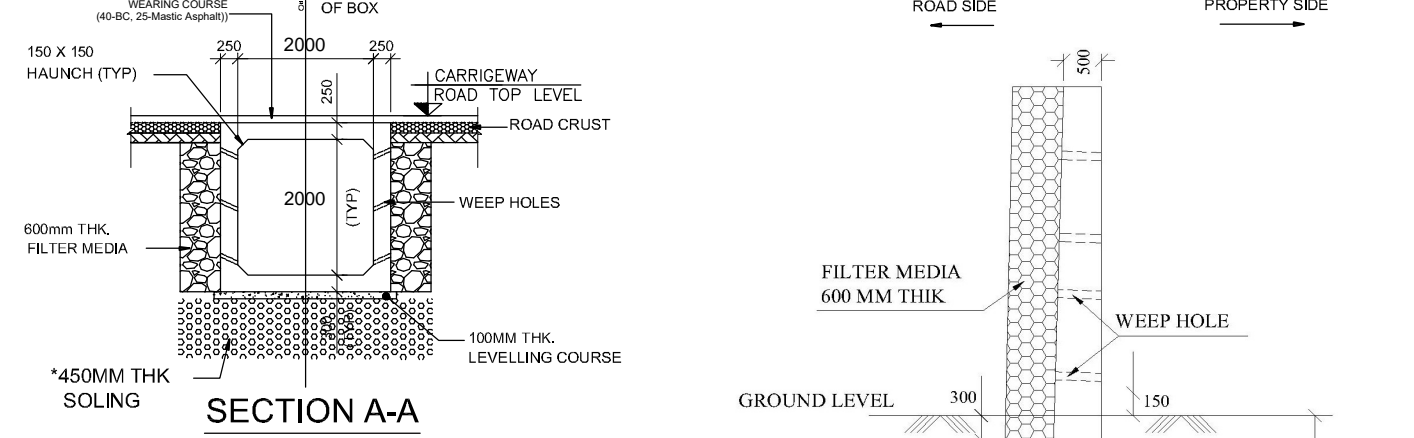 WEARING COURSE
(40-BC, 25-Mastic Asphalt))
OF BOX
250
2000
250
150 X 150
HAUNCH (TYP)
250
CARRIGEWAY
ROAD TOP LEVEL
ROAD CRUST
2000
(TYP)
WEEP HOLES
600mm THK.
FILTER MEDIA
100MM THK.
LEVELLING COURSE
*450MM THK
SOLING
SECTION A-A
ROAD SIDE
PROPERTY SIDE
500
FILTER MEDIA
600 MM THIK
WEEP HOLE
GROUND LEVEL
300
150